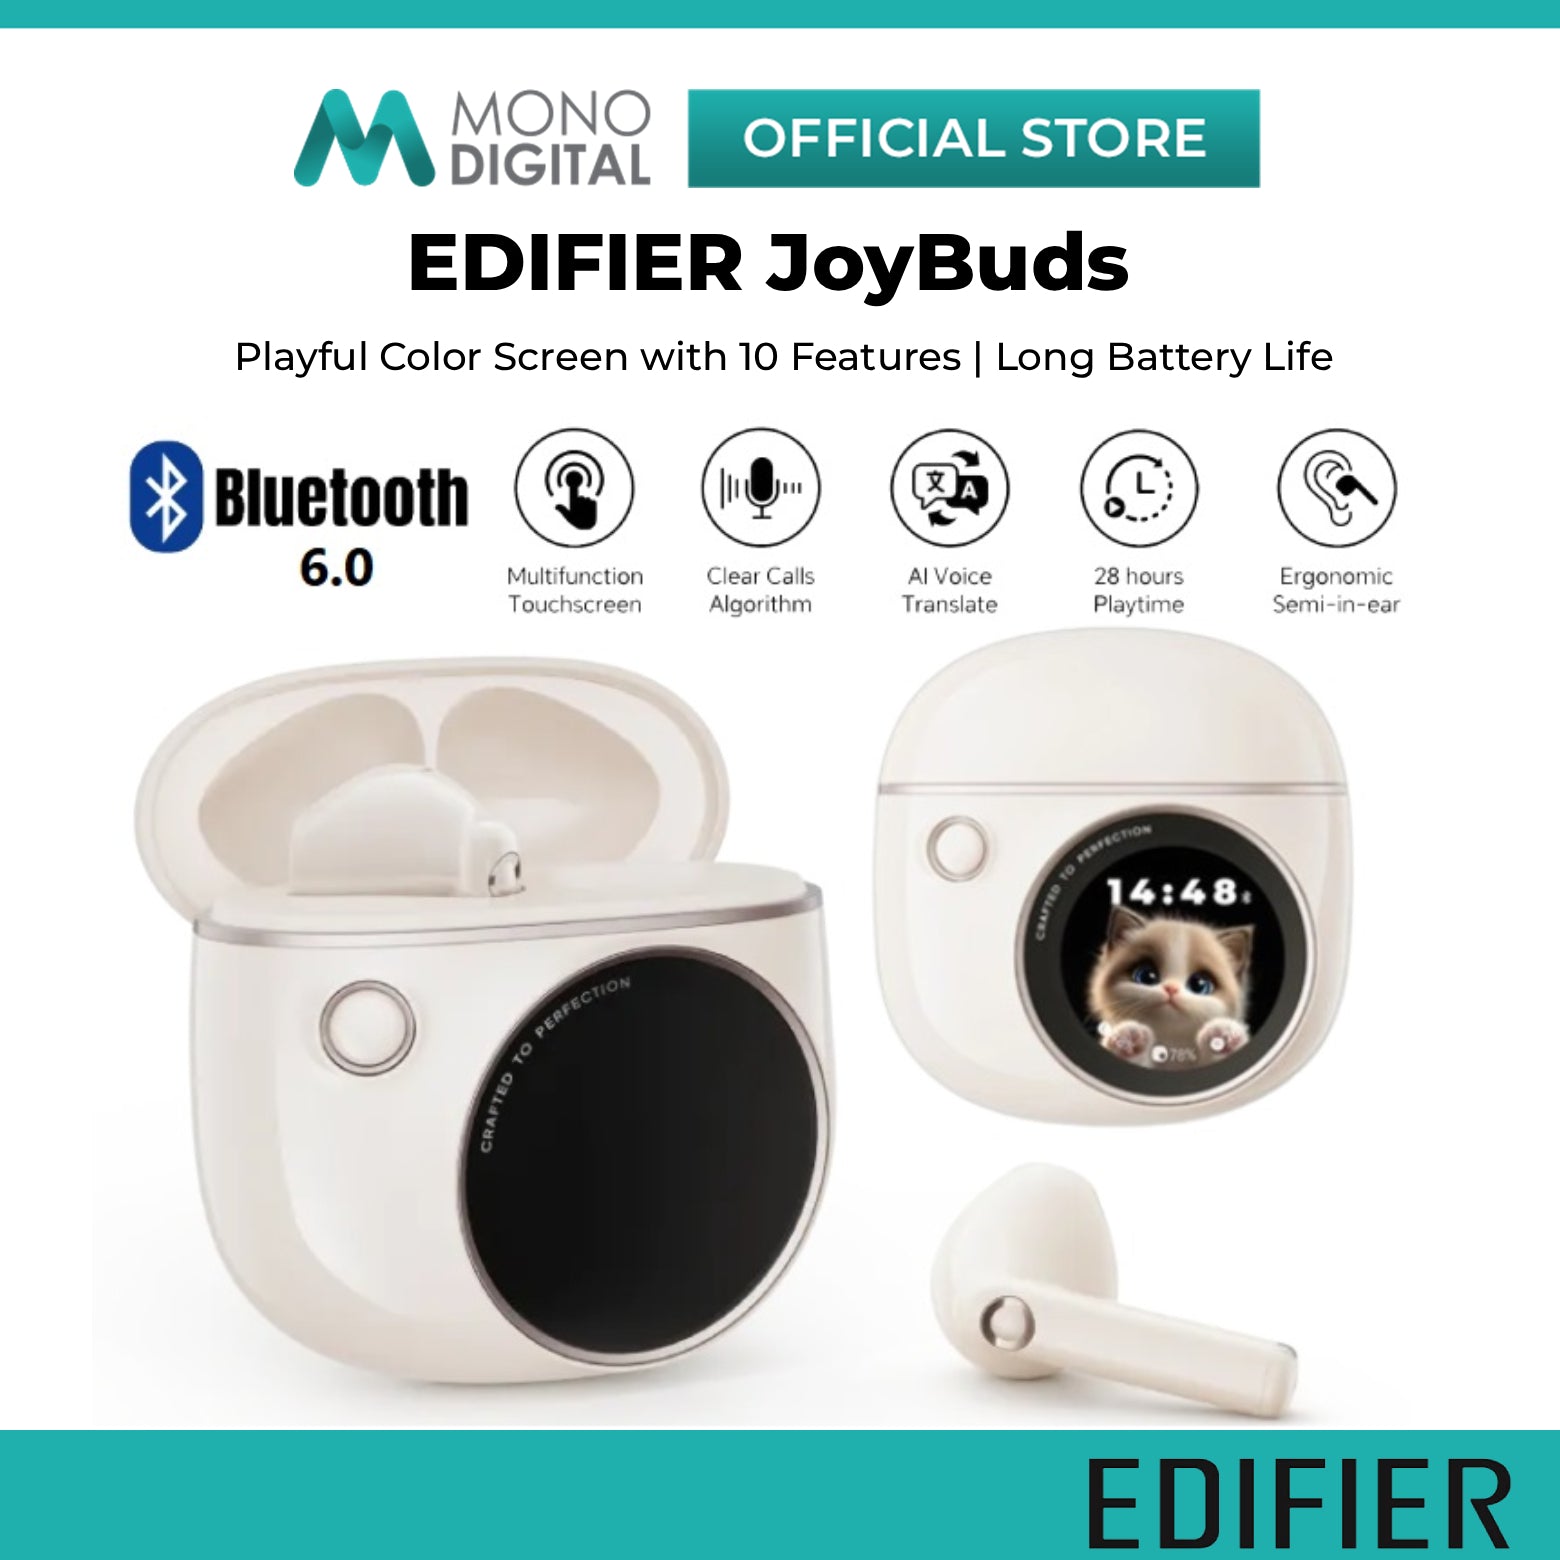 MONO
DIGITAL
OFFICIAL STORE
EDIFIER JoyBuds
Playful Color Screen with 10 Features | Long Battery Life
Bluetooth
6.0
Multifunction
Touchscreen
Clear Calls
Algorithm
文
A
AI Voice
Translate
28 hours
Playtime
Ergonomic
Semi-in-ear
CRAFTED TO PERFECTION
14:48
78%
CRAFTED TO PERFECTION
EDIFIER